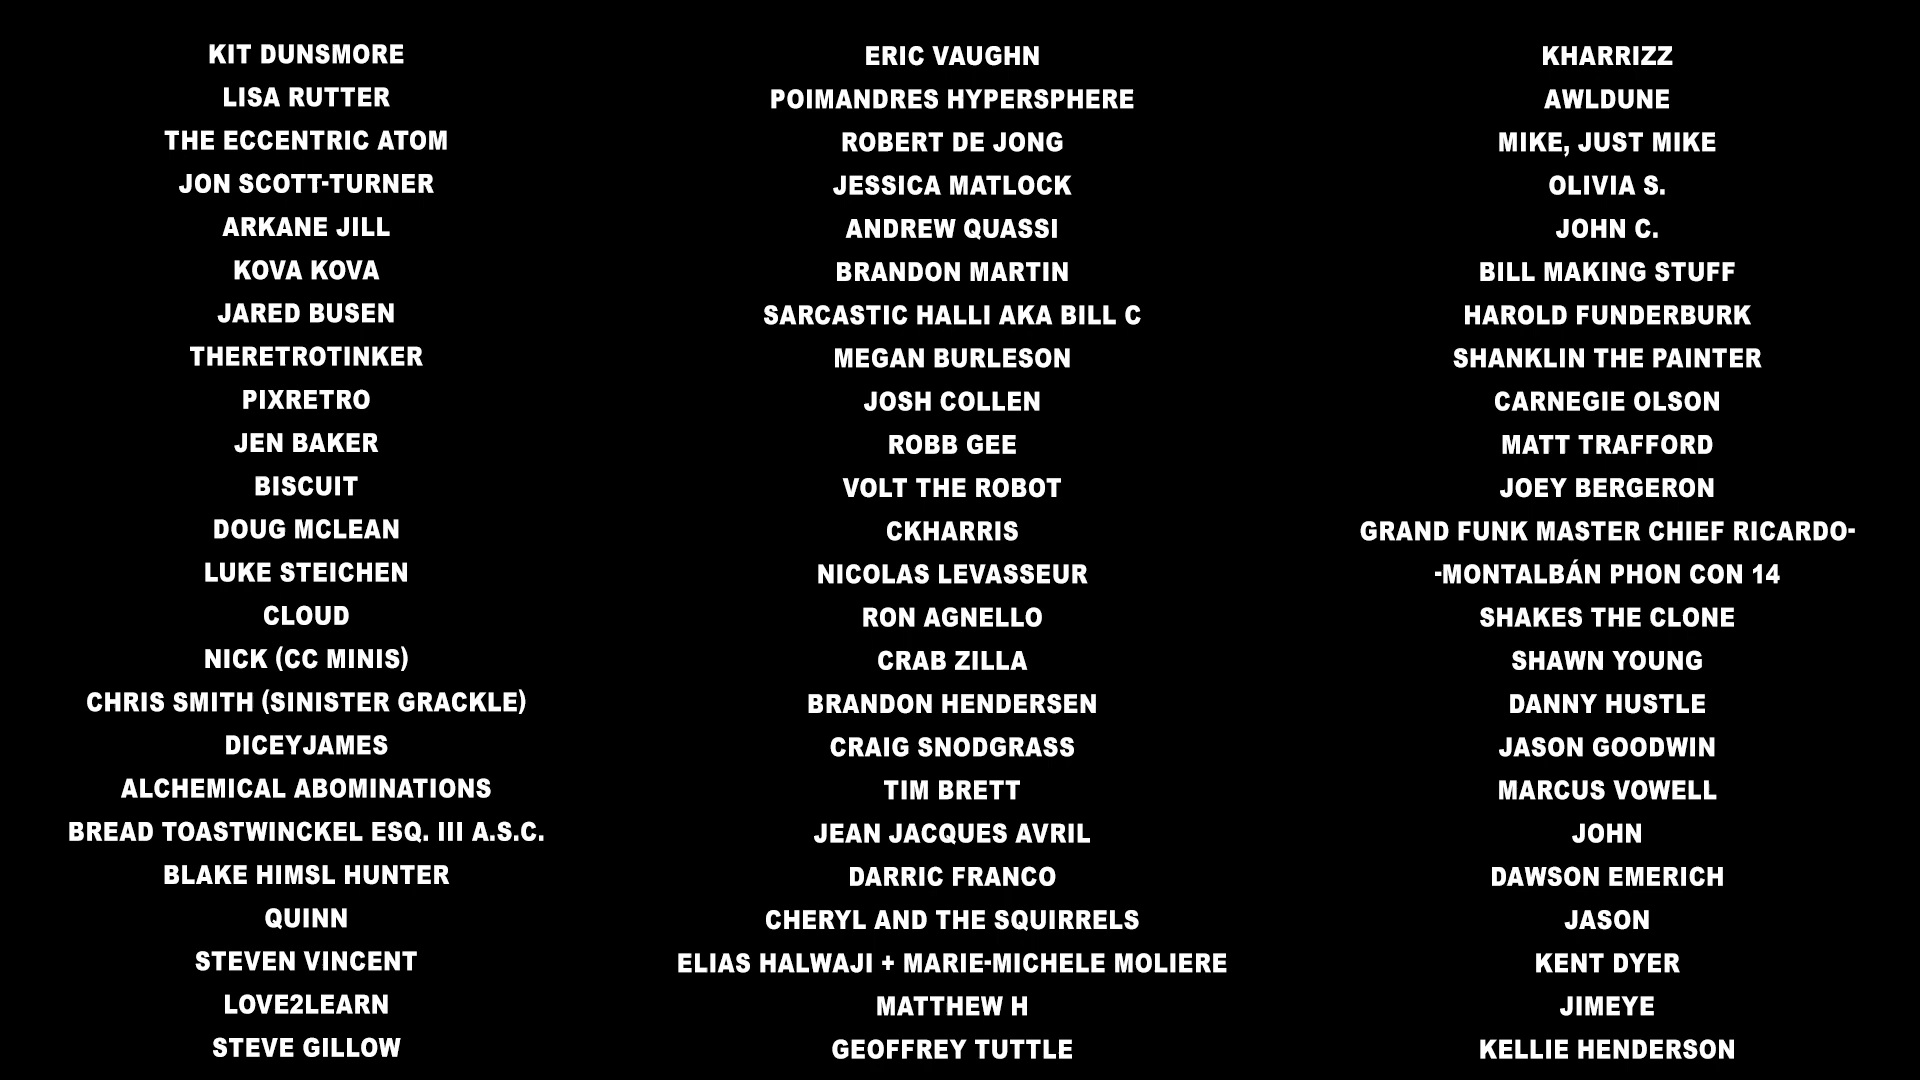 KIT DUNSMORE
LISA RUTTER
THE ECCENTRIC ATOM
JON SCOTT-TURNER
ARKANE JILL
KOVA KOVA
JARED BUSEN
THERETROTINKER
PIXRETRO
JEN BAKER
BISCUIT
DOUG MCLEAN
LUKE STEICHEN
CLOUD
NICK (CC MINIS)
CHRIS SMITH (SINISTER GRACKLE)
DICEYJAMES
ALCHEMICAL ABOMINATIONS
BREAD TOASTWINCKEL ESQ. III A.S.C.
BLAKE HIMSL HUNTER
QUINN
STEVEN VINCENT
LOVE2LEARN
STEVE GILLOW
ERIC VAUGHN
POIMANDRES HYPERSPHERE
ROBERT DE JONG
JESSICA MATLOCK
ANDREW QUASSI
BRANDON MARTIN
SARCASTIC HALLI AKA BILL C
MEGAN BURLESON
JOSH COLLEN
ROBB GEE
VOLT THE ROBOT
CKHARRIS
NICOLAS LEVASSEUR
RON AGNELLO
CRAB ZILLA
BRANDON HENDERSEN
CRAIG SNODGRASS
TIM BRETT
JEAN JACQUES AVRIL
DARRIC FRANCO
CHERYL AND THE SQUIRRELS
ELIAS HALWAJI + MARIE-MICHELE MOLIERE
MATTHEW H
GEOFFREY TUTTLE
KHARRIZZ
AWLDUNE
MIKE, JUST MIKE
OLIVIA S.
JOHN C.
BILL MAKING STUFF
HAROLD FUNDERBURK
SHANKLIN THE PAINTER
CARNEGIE OLSON
MATT TRAFFORD
JOEY BERGERON
GRAND FUNK MASTER CHIEF RICARDO-
-MONTALBÁN PHON CON 14
SHAKES THE CLONE
SHAWN YOUNG
DANNY HUSTLE
JASON GOODWIN
MARCUS VOWELL
JOHN
DAWSON EMERICH
JASON
KENT DYER
JIMEYE
KELLIE HENDERSON